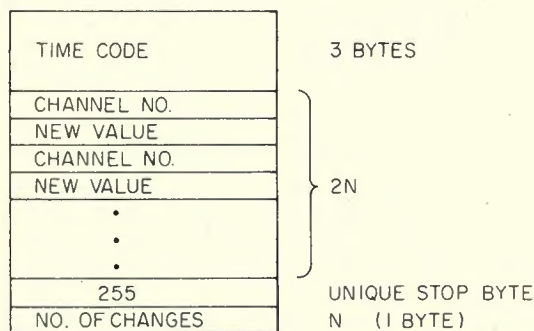 TIME CODE 3 BYTES
CHANNEL NO.
NEW VALUE
CHANNEL NO.
NEW VALUE
2N
255 UNIQUE STOP BYTE
NO. OF CHANGES N (1 BYTE)